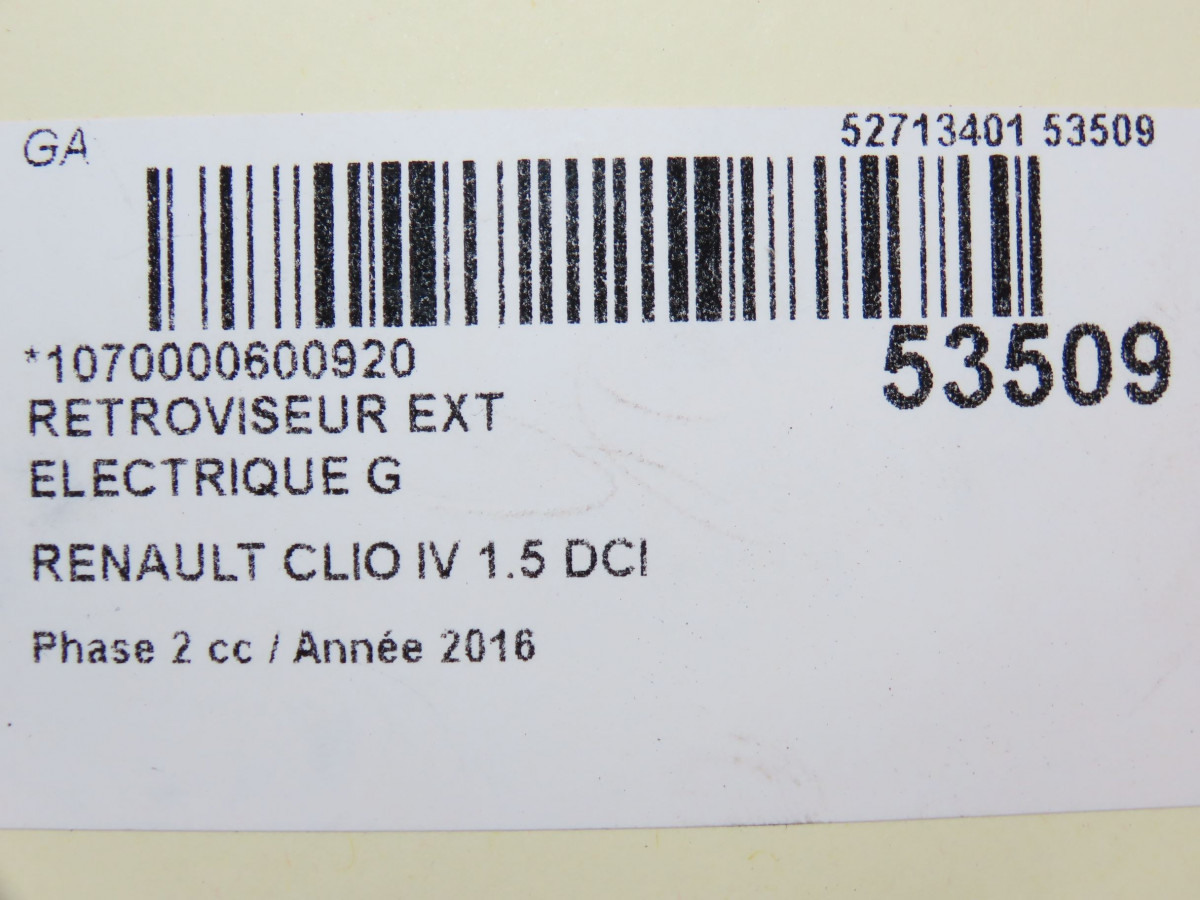 GA
52713401 53509
*1070000600920
53509
RETROVISEUR EXT
ELECTRIQUE G
RENAULT CLIO IV 1.5 DCI
Phase 2 cc / Année 2016